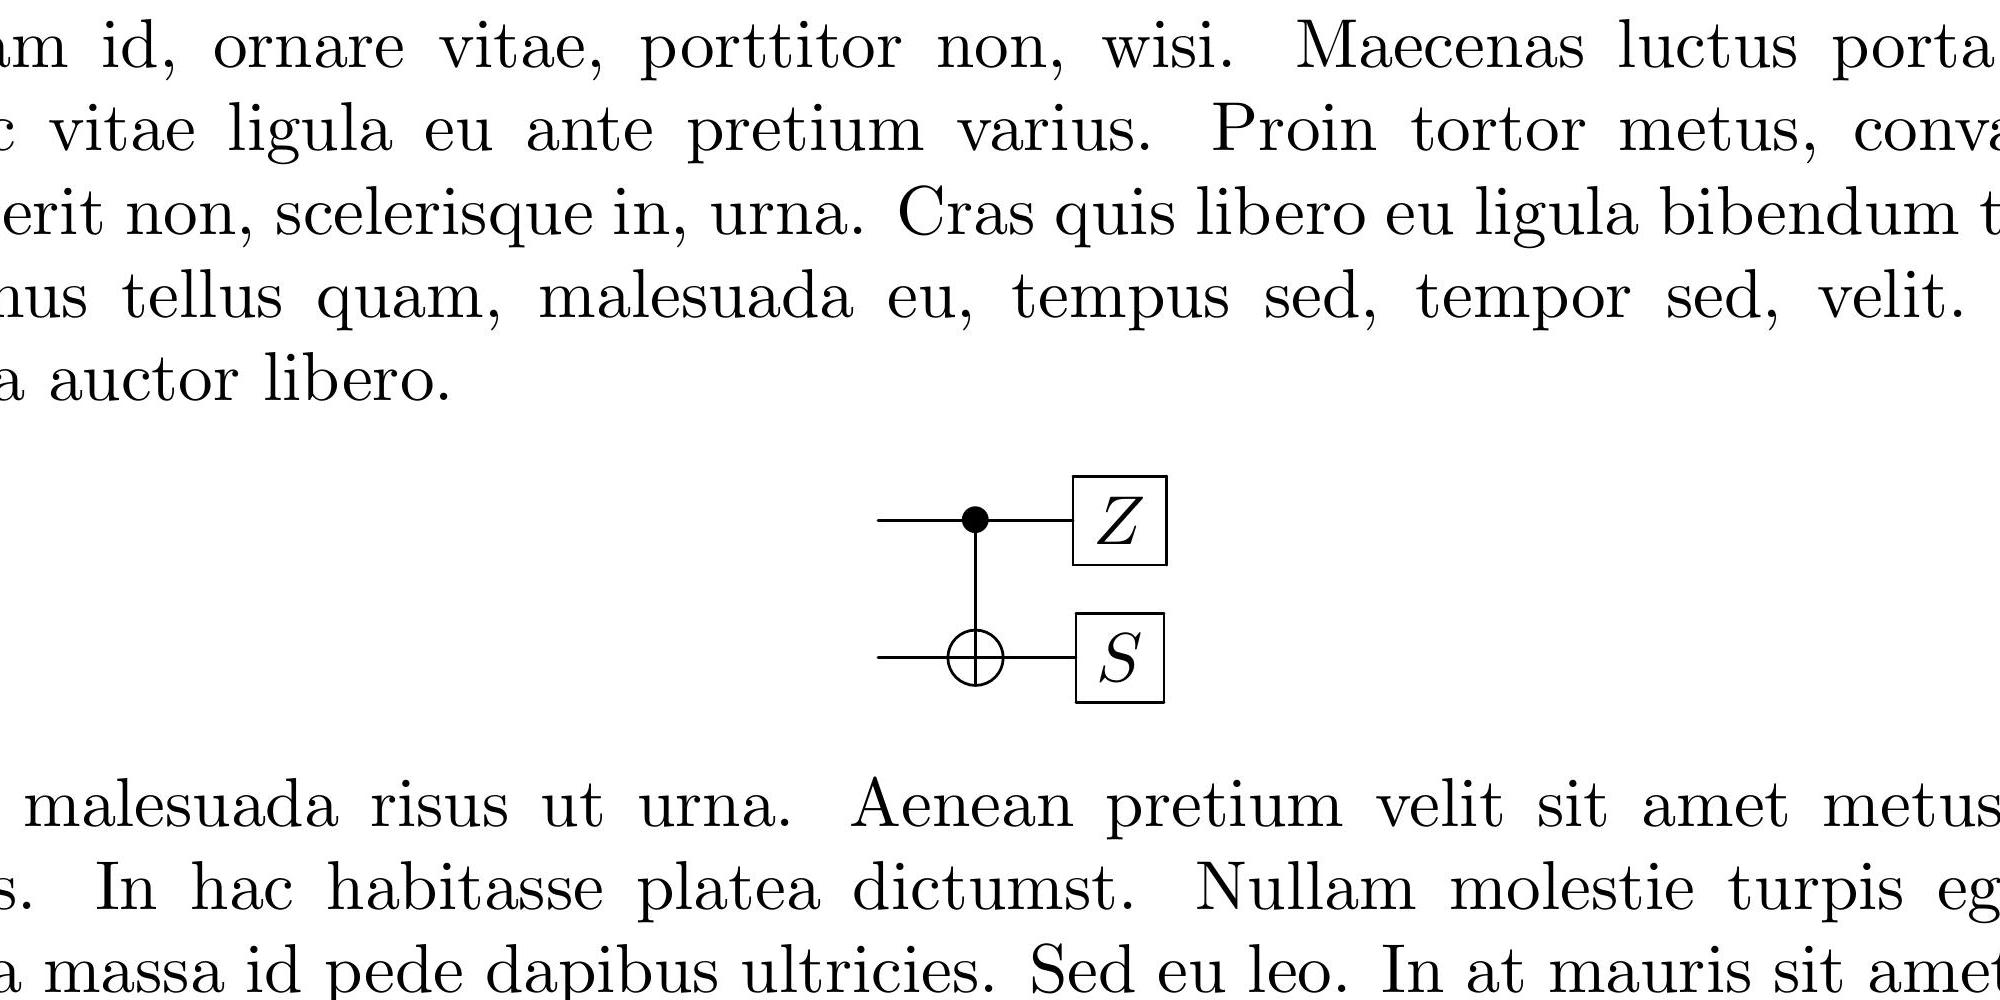 am id, ornare vitae, porttitor non, wisi. Maecenas luctus porta
c vitae ligula eu ante pretium varius. Proin tortor metus, conva
erit non, scelerisque in, urna. Cras quis libero eu ligula bibendum t
nus tellus quam, malesuada eu, tempus sed, tempor sed, velit.
a auctor libero.
Z
S
malesuada risus ut urna. Aenean pretium velit sit amet metus
s. In hac habitasse platea dictumst. Nullam molestie turpis eg
a massa id pede dapibus ultricies. Sed eu leo. In at mauris sit amet